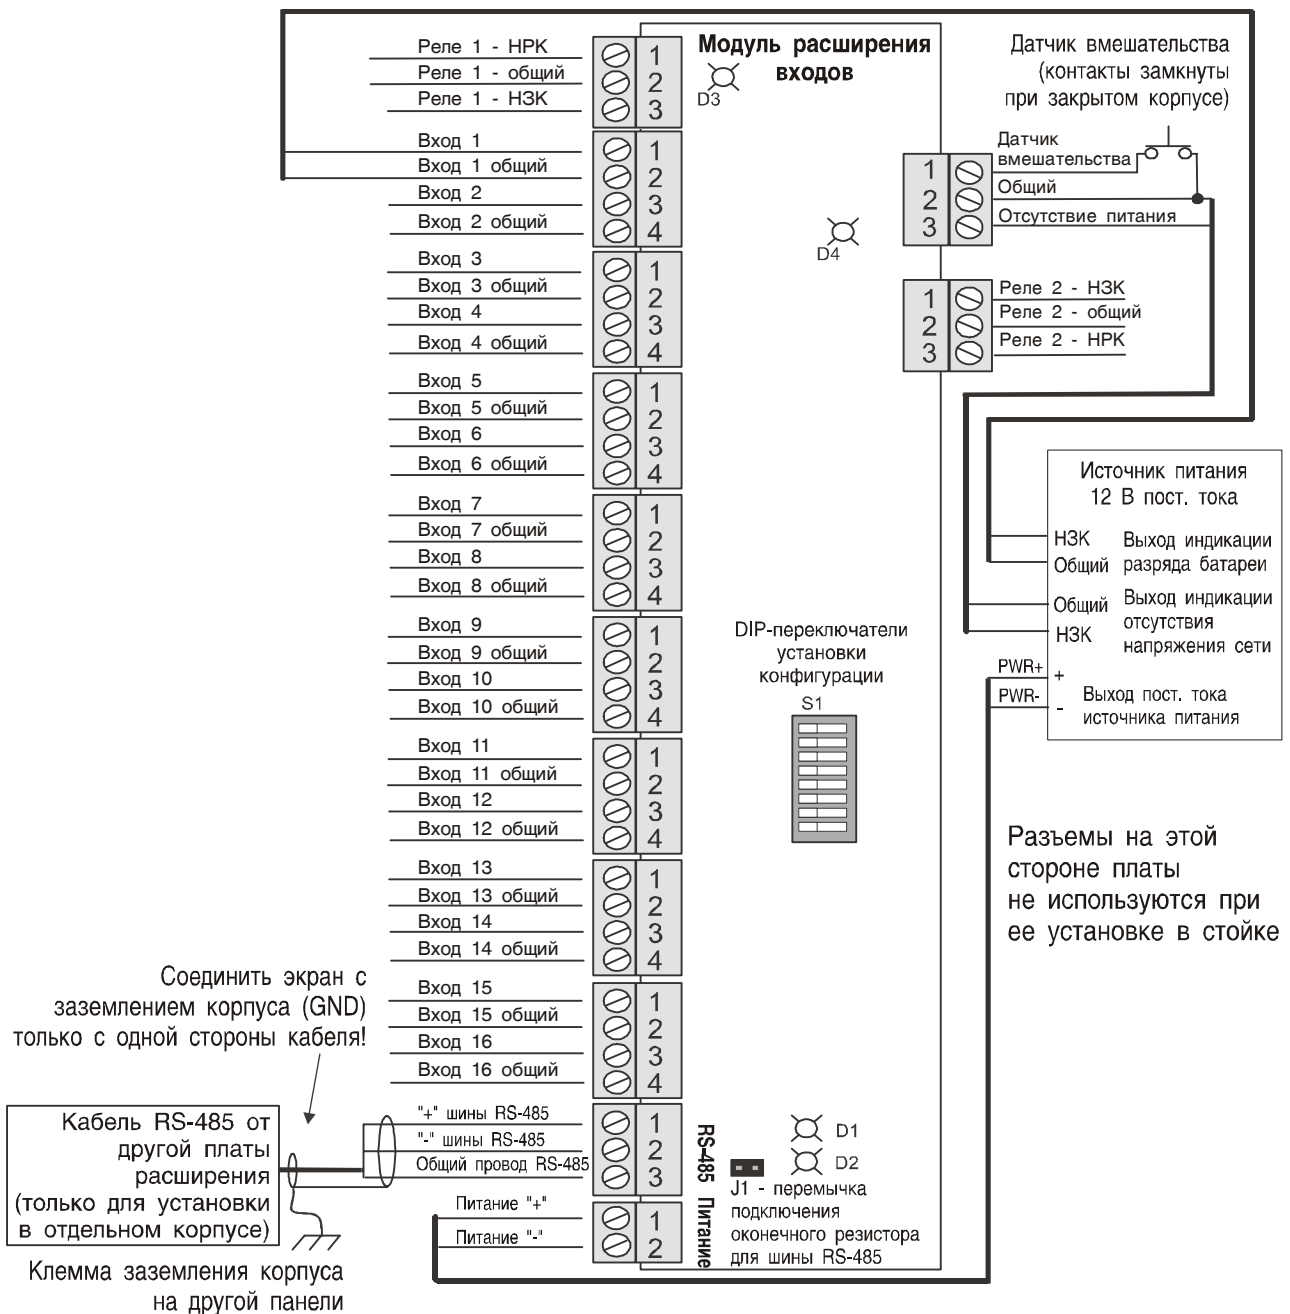 Модуль расширения
входов
D3
D4
Реле 1 - НРК
Реле 1 - общий
Реле 1 - НЗК
1
2
3
Вход 1
Вход 1 общий
Вход 2
Вход 2 общий
1
2
3
4
Вход 3
Вход 3 общий
Вход 4
Вход 4 общий
1
2
3
4
Вход 5
Вход 5 общий
Вход 6
Вход 6 общий
1
2
3
4
Вход 7
Вход 7 общий
Вход 8
Вход 8 общий
1
2
3
4
Вход 9
Вход 9 общий
Вход 10
Вход 10 общий
1
2
3
4
Вход 11
Вход 11 общий
Вход 12
Вход 12 общий
1
2
3
4
Вход 13
Вход 13 общий
Вход 14
Вход 14 общий
1
2
3
4
Вход 15
Вход 15 общий
Вход 16
Вход 16 общий
1
2
3
4
"+" шины RS-485
"-" шины RS-485
Общий провод RS-485
1
2
3
RS-485
Питание "+"
Питание "-"
1
2
Питание
Датчик вмешательства
(контакты замкнуты
при закрытом корпусе)
Датчик
вмешательства
Общий
Отсутствие питания
1
2
3
Реле 2 - НЗК
Реле 2 - общий
Реле 2 - НРК
1
2
3
Источник питания
12 В пост. тока
НЗК
Общий
Выход индикации
разряда батареи
Общий
НЗК
Выход индикации
отсутствия
напряжения сети
PWR+
+
PWR-
-
Выход пост. тока
источника питания
DIP-переключатели
установки
конфигурации
S1
Разъемы на этой
стороне платы
не используются при
ее установке в стойке
D1
D2
J1 - перемычка
подключения
оконечного резистора
для шины RS-485
Соединить экран с
заземлением корпуса (GND)
только с одной стороны кабеля!
Кабель RS-485 от
другой платы
расширения
(только для установки
в отдельном корпусе)
Клемма заземления корпуса
на другой панели